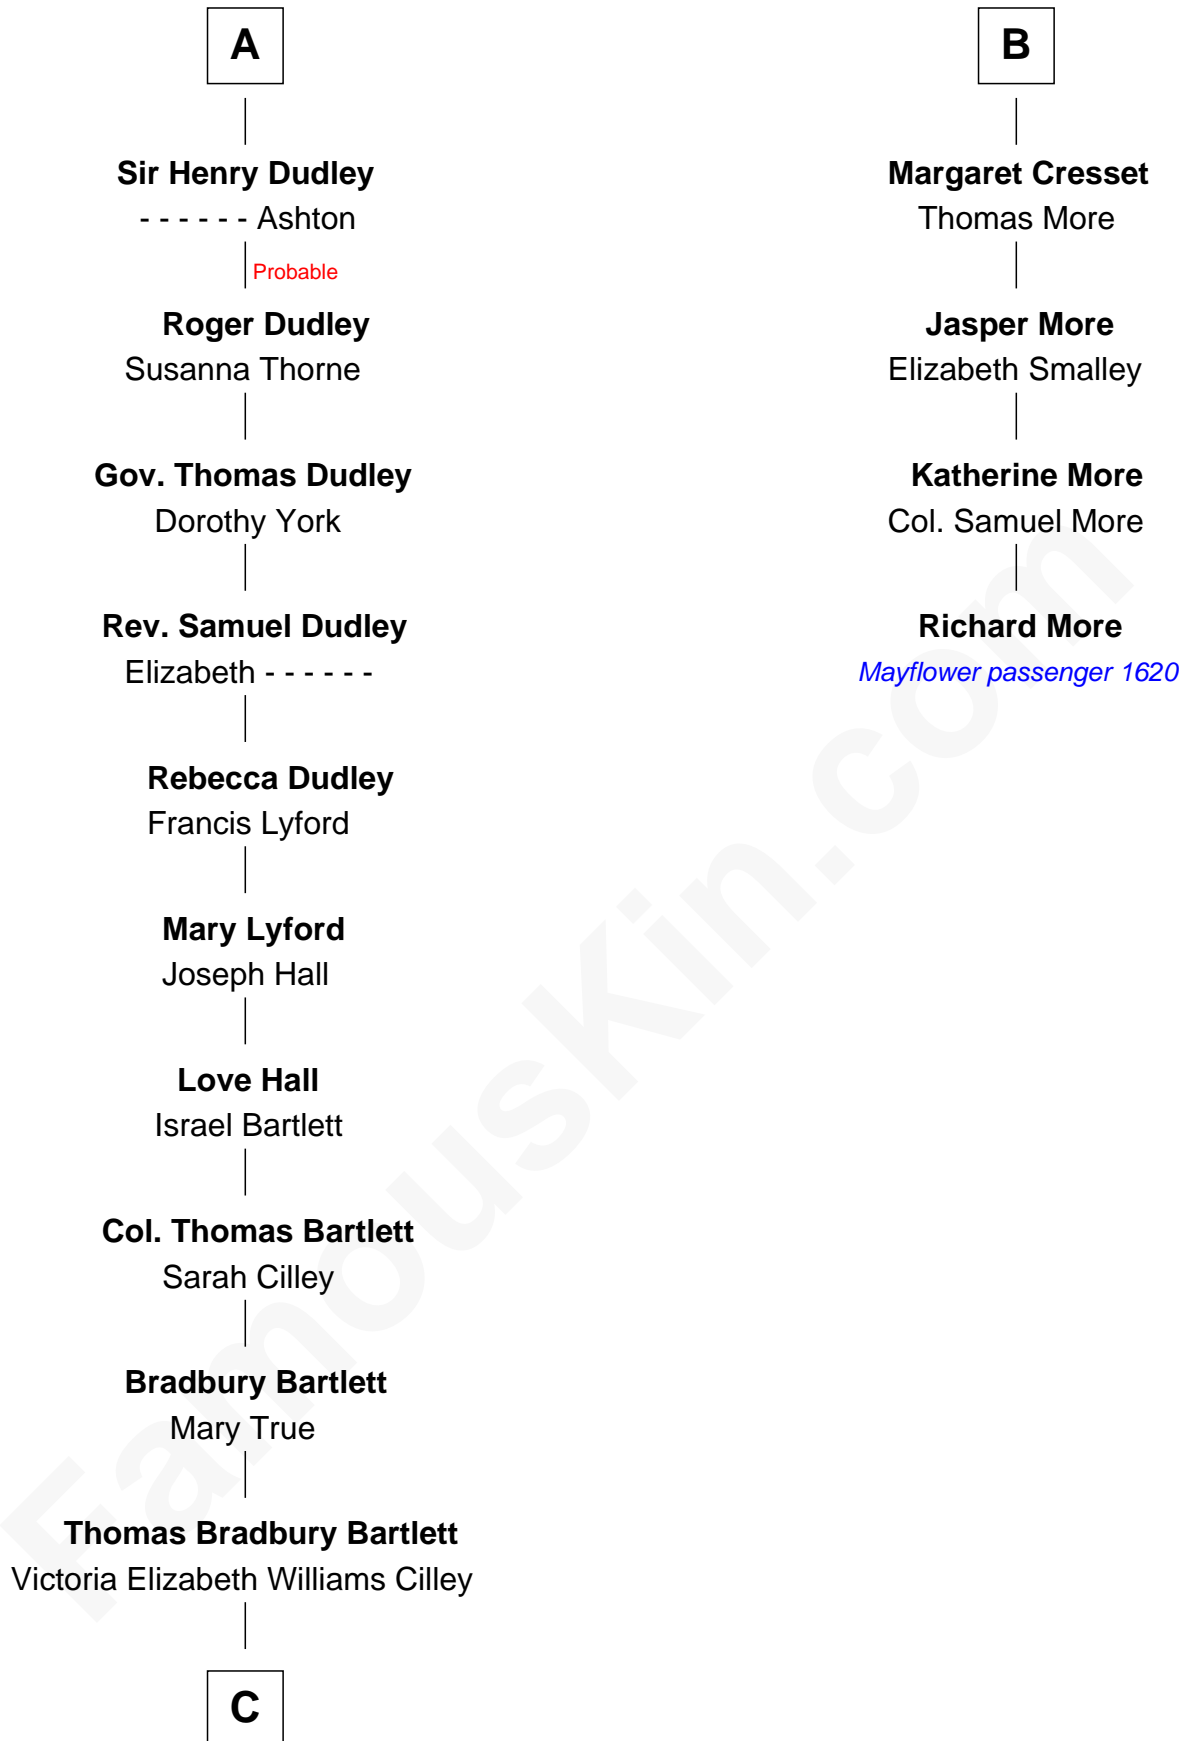 A
Sir Henry Dudley
- - - - - - Ashton
Probable
Roger Dudley
Susanna Thorne
Gov. Thomas Dudley
Dorothy York
Rev. Samuel Dudley
Elizabeth - - - - - -
Rebecca Dudley
Francis Lyford
Mary Lyford
Joseph Hall
Love Hall
Israel Bartlett
Col. Thomas Bartlett
Sarah Cilley
Bradbury Bartlett
Mary True
Thomas Bradbury Bartlett
Victoria Elizabeth Williams Cilley
C
B
Margaret Cresset
Thomas More
Jasper More
Elizabeth Smalley
Katherine More
Col. Samuel More
Richard More
Mayflower passenger 1620
FamousKin.com